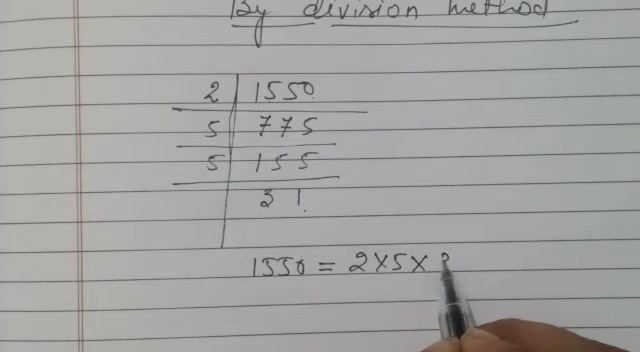 By division method
2 1550
5 775
5 155
31
1550 = 2×5×